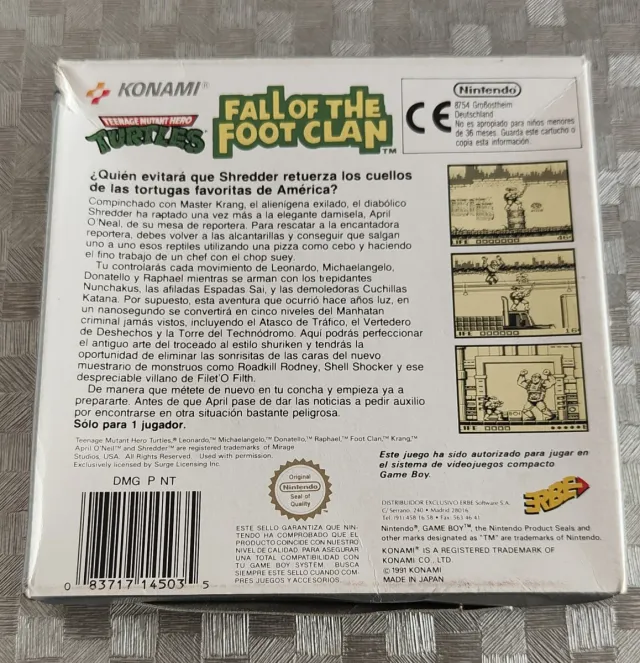 KONAMI®
TEENAGE MUTANT HERO
TURTLES
FALL OF THE
FOOT CLAN™
Nintendo
CE
8754 Großostheim
Deutschland
No es apropiado para niños menores
de 36 meses. Guarda este cartucho o
copia esta información.
¿Quién evitará que Shredder retuerza los cuellos
de las tortugas favoritas de América?
Compinchado con Master Krang, el alienígena exilado, el diabólico
Shredder ha raptado una vez más a la elegante damisela, April
O'Neal, de su mesa de reportera. Para rescatar a la encantadora
reportera, debes volver a las alcantarillas y conseguir que salgan
uno a uno esos reptiles utilizando una pizza como cebo y haciendo
el fino trabajo de un chef con el chop suey.
Tu controlarás cada movimiento de Leonardo, Michaelangelo,
Donatello y Raphael mientras se arman con los trepidantes
Nunchakus, las afiladas Espadas Sai, y las demoledoras Cuchillas
Katana. Por supuesto, esta aventura que ocurrió hace años luz, en
un nanosegundo se convertirá en cinco niveles del Manhatan
criminal jamás vistos, incluyendo el Atasco de Tráfico, el Vertedero
de Deshechos y la Torre del Technódromo. Aquí podrás perfeccionar
el antiguo arte del troceado al estilo shuriken y tendrás la
oportunidad de eliminar las sonrisitas de las caras del nuevo
muestrario de monstruos como Roadkill Rodney, Shell Shocker y ese
despreciable villano de Filet'O Filth.
De manera que métete de nuevo en tu concha y empieza ya a
prepararte. Antes de que April pase de dar las noticias a pedir auxilio
por encontrarse en otra situación bastante peligrosa.
Sólo para 1 jugador.
Teenage Mutant Hero Turtles,® Leonardo,™ Michaelangelo,™ Donatello,™ Raphael,™ Foot Clan,™ Krang,™
April O'Neil™ and Shredder™ are registered trademarks of Mirage
Studios, USA. All Rights Reserved. Used with permission.
Exclusively licensed by Surge Licensing Inc.
DMG P NT
0 83717 14503 5
Original
Nintendo
Seal of
Quality
ESTE SELLO GARANTIZA QUE NIN-
TENDO HA COMPROBADO QUE EL
PRODUCTO COINCIDE CON NUESTRO
NIVEL DE CALIDAD. PARA ASEGURAR
UNA TOTAL COMPATIBILIDAD CON
TU GAME BOY SYSTEM BUSCA
SIEMPRE ESTE SELLO CUANDO COM-
PRES JUEGOS Y ACCESORIOS.
Este juego ha sido autorizado para jugar en
el sistema de videojuegos compacto
Game Boy.
DISTRIBUIDOR EXCLUSIVO ERBE Software S.A.
C/ Serrano, 240 • Madrid 28016
Tel. (91) 458 16 58 • Fax. 563 46 41
ERBE
Nintendo®, GAME BOY™, the Nintendo Product Seals and
other marks designated as "TM" are trademarks of Nintendo.
KONAMI® IS A REGISTERED TRADEMARK OF
KONAMI CO., LTD.
© 1991 KONAMI
MADE IN JAPAN